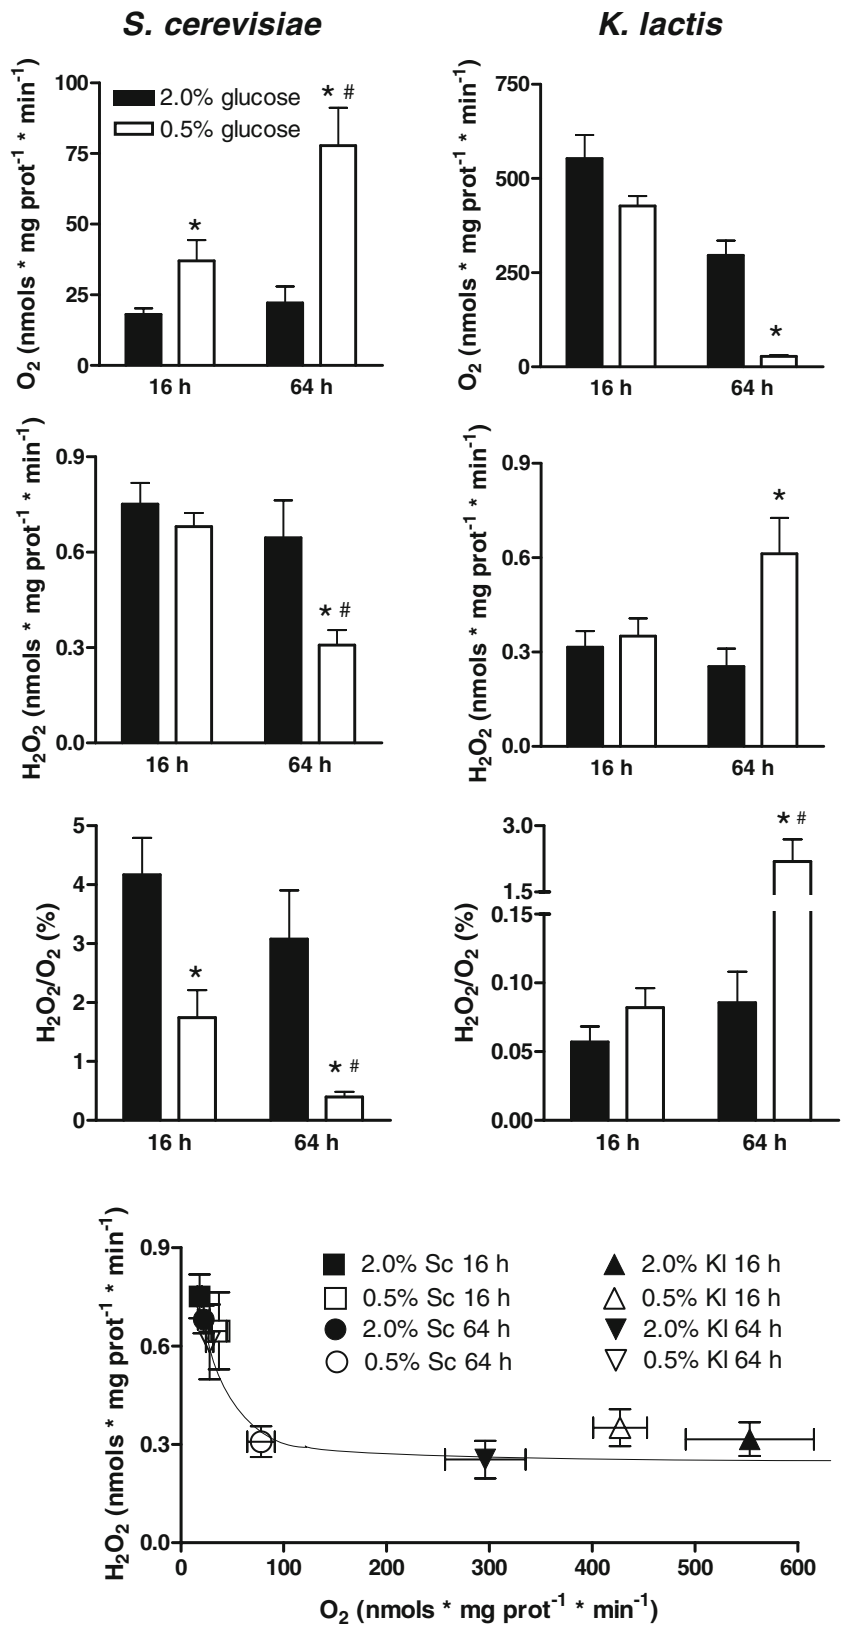 S. cerevisiae
K. lactis
O₂ (nmols * mg prot⁻¹ * min⁻¹)
100
75
50
25
0
2.0% glucose
0.5% glucose
*
* #
16 h
64 h
O₂ (nmols * mg prot⁻¹ * min⁻¹)
750
500
250
0
*
16 h
64 h
H₂O₂ (nmols * mg prot⁻¹ * min⁻¹)
0.9
0.6
0.3
0.0
* #
16 h
64 h
H₂O₂ (nmols * mg prot⁻¹ * min⁻¹)
0.9
0.6
0.3
0.0
*
16 h
64 h
H₂O₂/O₂ (%)
5
4
3
2
1
0
*
* #
16 h
64 h
H₂O₂/O₂ (%)
3.0
1.5
0.15
0.10
0.05
0.00
* #
16 h
64 h
H₂O₂ (nmols * mg prot⁻¹ * min⁻¹)
0.9
0.6
0.3
0.0
2.0% Sc 16 h
0.5% Sc 16 h
2.0% Sc 64 h
0.5% Sc 64 h
2.0% Kl 16 h
0.5% Kl 16 h
2.0% Kl 64 h
0.5% Kl 64 h
0 100 200 300 400 500 600
O₂ (nmols * mg prot⁻¹ * min⁻¹)